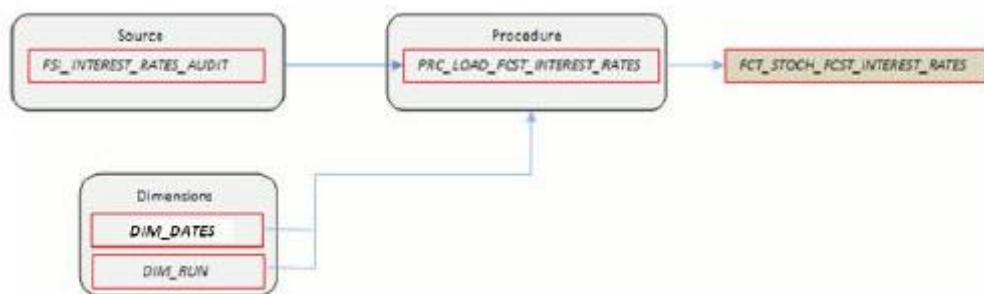 Source
FSI_INTEREST_RATES_AUDIT
Procedure
PRC_LOAD_FCST_INTEREST_RATES
FCT_STOCH_FCST_INTEREST_RATES
Dimensions
DIM_DATES
DIM_RUN